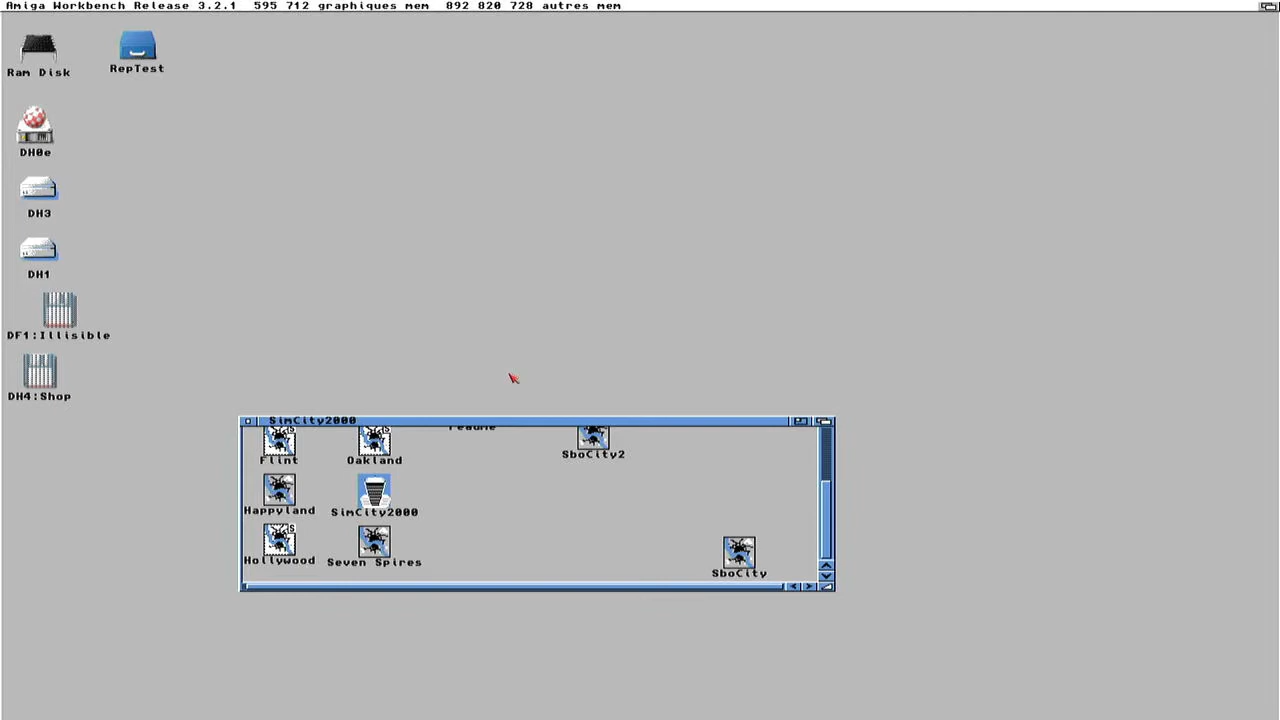 Amiga Workbench Release 3.2.1  595 712 graphiques mem  892 820 728 autres mem
Ram Disk
RepTest
DH0e
DH3
DH1
DF1:Illisible
DH4:Shop
SimCity2000
readme
SboCity2
Flint
Oakland
Happyland
SimCity2000
Hollywood
Seven Spires
SboCity